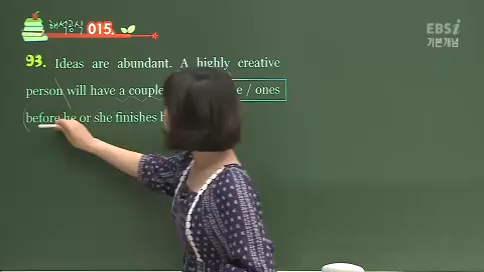 해석공식 015.
EBSi
기본개념
93. Ideas are abundant. A highly creative
person will have a couple e / ones
before he or she finishes b